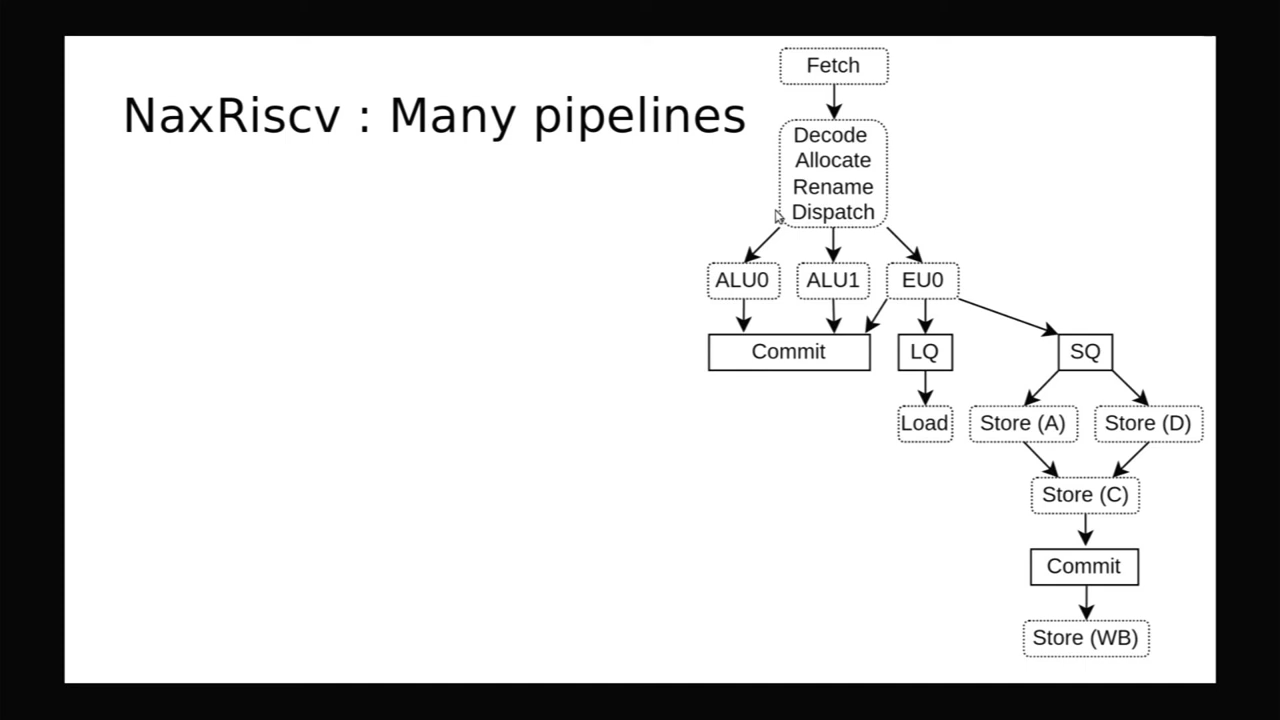 NaxRiscv : Many pipelines
Fetch
Decode
Allocate
Rename
Dispatch
ALU0
ALU1
EU0
Commit
LQ
SQ
Load
Store (A)
Store (D)
Store (C)
Commit
Store (WB)